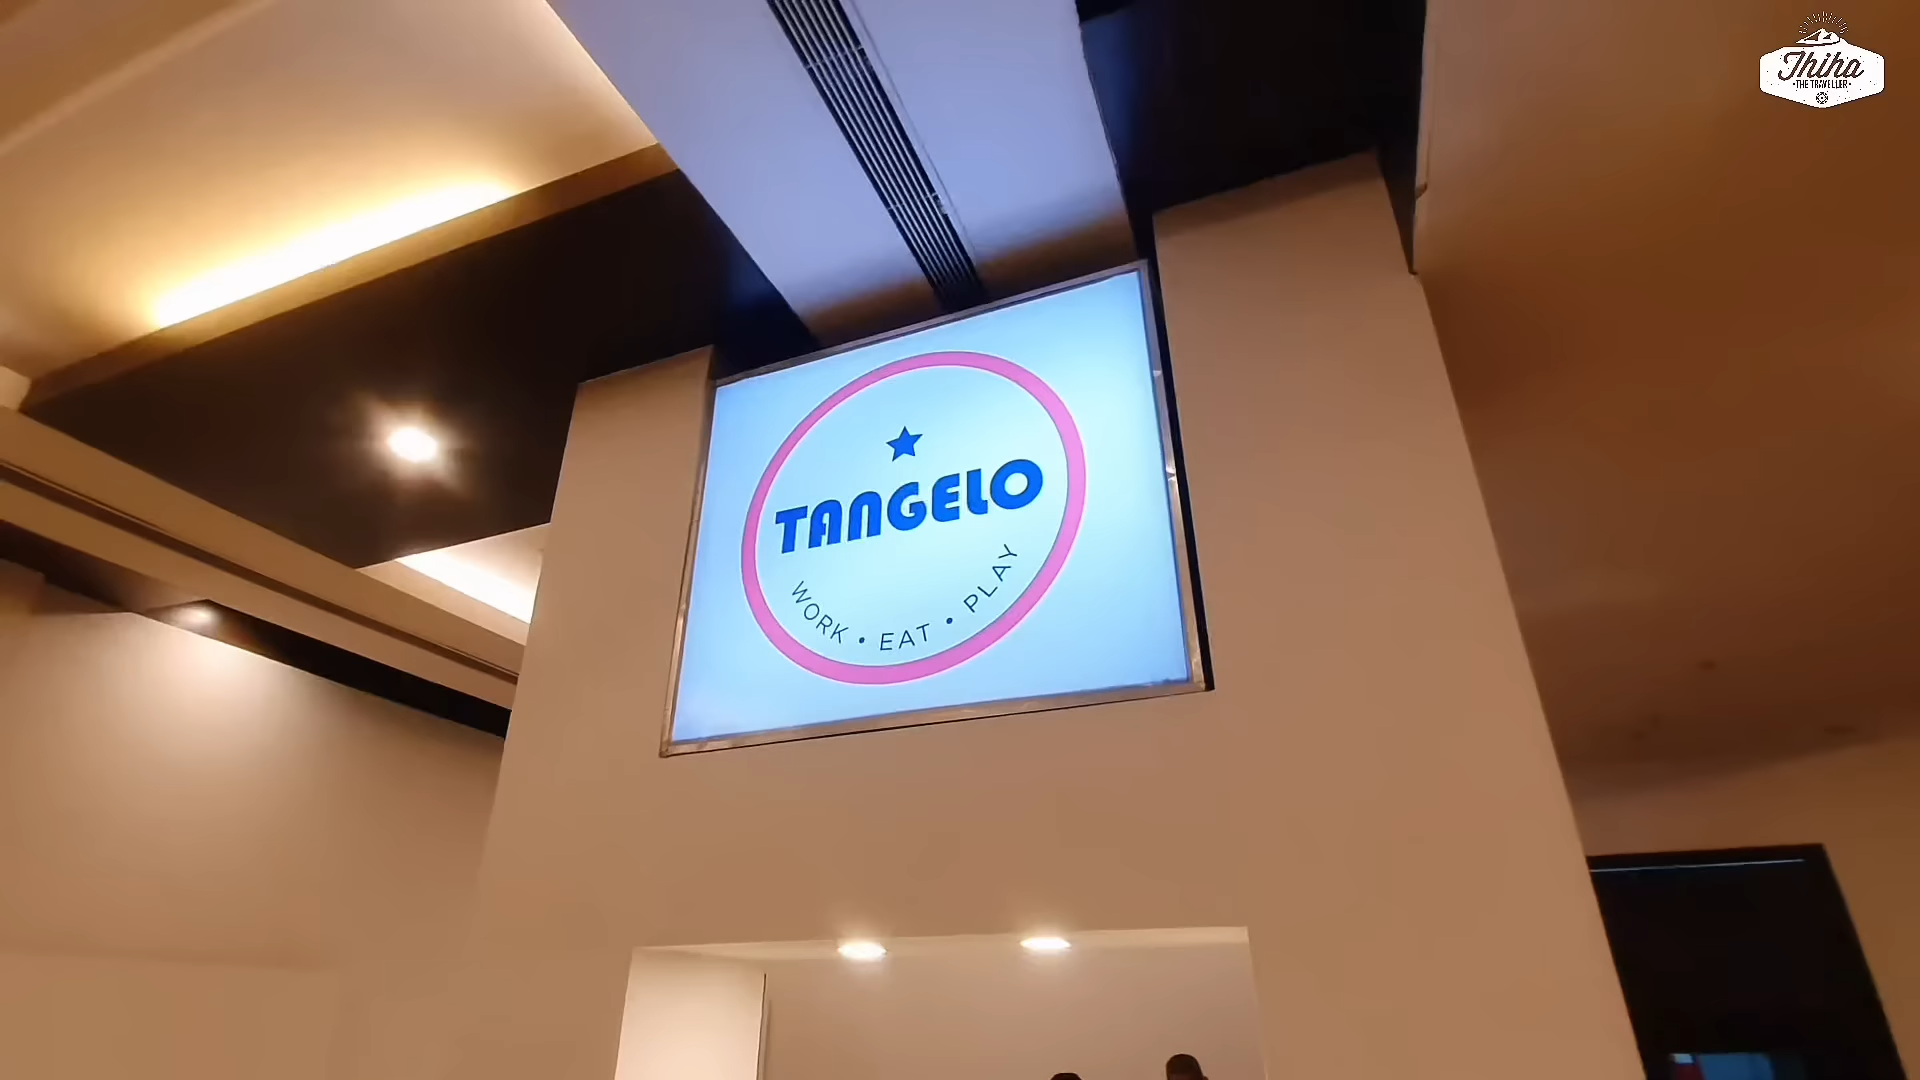 Thiha
• THE TRAVELLER •
TANGELO
WORK • EAT • PLAY